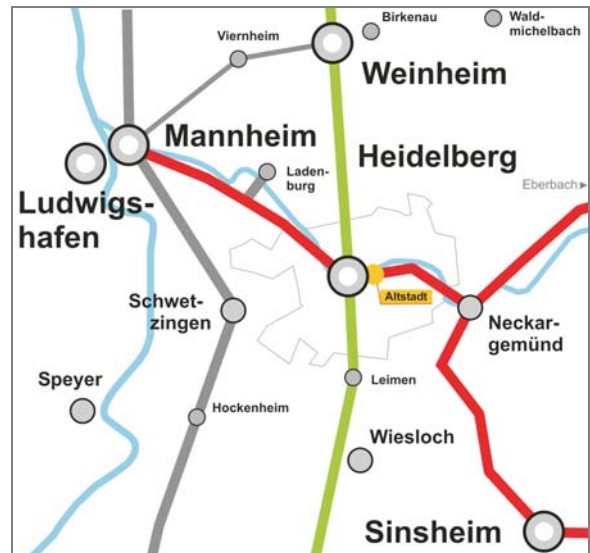 Birkenau
Wald-
michelbach
Viernheim
Weinheim
Mannheim
Heidelberg
Laden-
burg
Eberbach
Ludwigs-
hafen
Altstadt
Schwet-
zingen
Neckar-
gemünd
Speyer
Leimen
Hockenheim
Wiesloch
Sinsheim